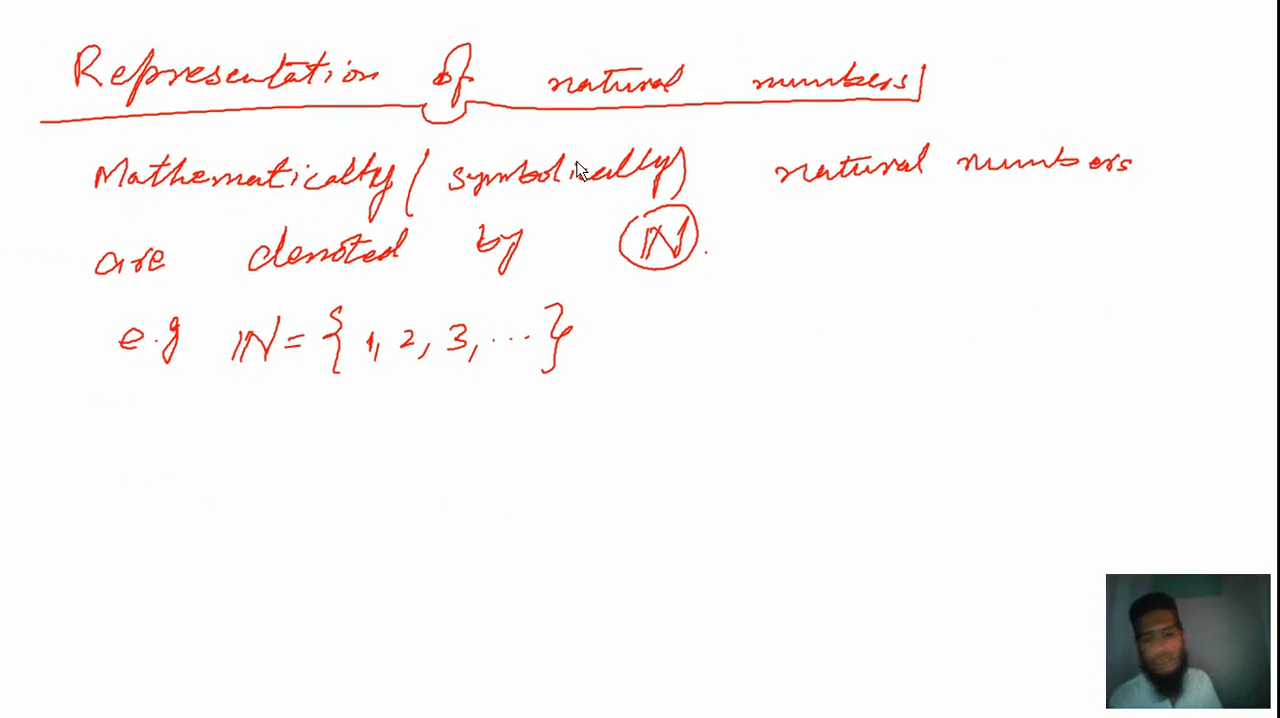 Representation of natural numbers
Mathematically (symbolically) natural numbers
are denoted by ℕ.
e.g ℕ = { 1, 2, 3, ... }